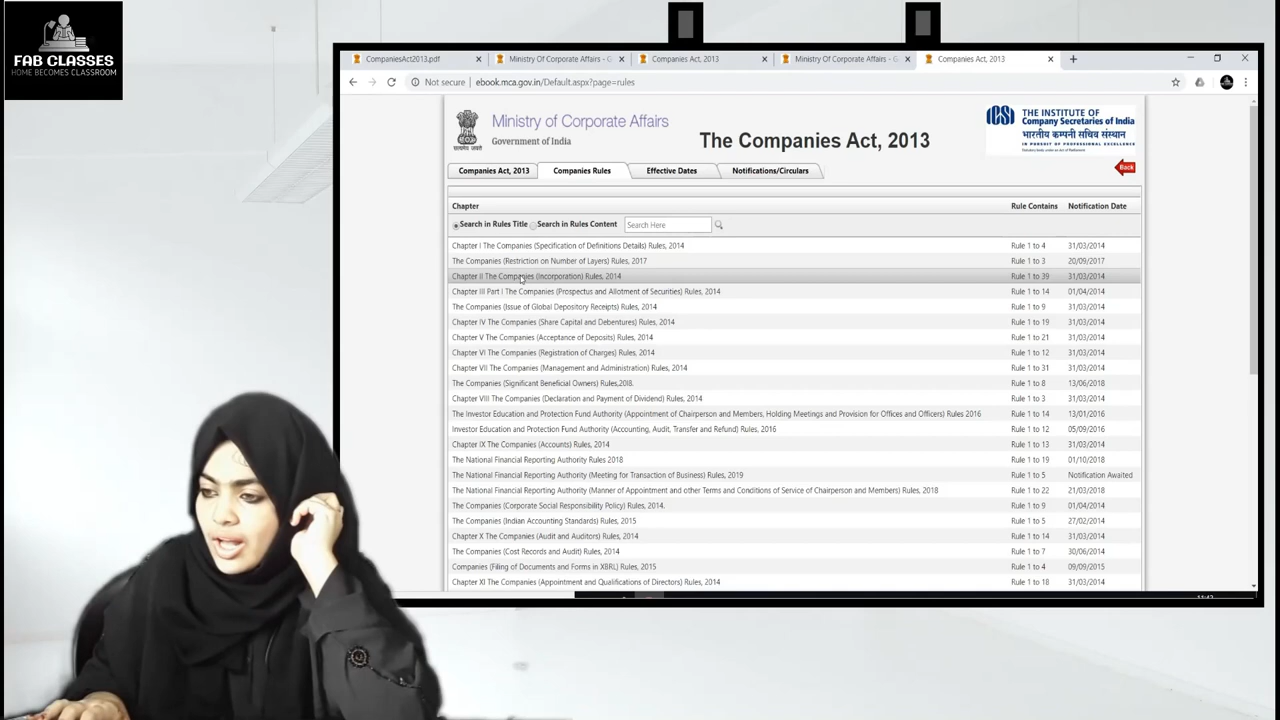 FAB CLASSES
HOME BECOMES CLASSROOM
CompaniesAct2013.pdf
Ministry Of Corporate Affairs - G
Companies Act, 2013
Ministry Of Corporate Affairs - G
Companies Act, 2013
Not secure
ebook.mca.gov.in/Default.aspx?page=rules
Ministry of Corporate Affairs
Government of India
The Companies Act, 2013
THE INSTITUTE OF
Company Secretaries of India
भारतीय कम्पनी सचिव संस्थान
IN PURSUIT OF PROFESSIONAL EXCELLENCE
सत्यमेव जयते
Companies Act, 2013
Companies Rules
Effective Dates
Notifications/Circulars
Back
Chapter Rule Contains Notification Date
Search in Rules Title Search in Rules Content Search Here
Chapter I The Companies (Specification of Definitions Details) Rules, 2014 Rule 1 to 4 31/03/2014
The Companies (Restriction on Number of Layers) Rules, 2017 Rule 1 to 3 20/09/2017
Chapter II The Companies (Incorporation) Rules, 2014 Rule 1 to 39 31/03/2014
Chapter III Part I The Companies (Prospectus and Allotment of Securities) Rules, 2014 Rule 1 to 14 01/04/2014
The Companies (Issue of Global Depository Receipts) Rules, 2014 Rule 1 to 9 31/03/2014
Chapter IV The Companies (Share Capital and Debentures) Rules, 2014 Rule 1 to 19 31/03/2014
Chapter V The Companies (Acceptance of Deposits) Rules, 2014 Rule 1 to 21 31/03/2014
Chapter VI The Companies (Registration of Charges) Rules, 2014 Rule 1 to 12 31/03/2014
Chapter VII The Companies (Management and Administration) Rules, 2014 Rule 1 to 31 31/03/2014
The Companies (Significant Beneficial Owners) Rules,2018. Rule 1 to 8 13/06/2018
Chapter VIII The Companies (Declaration and Payment of Dividend) Rules, 2014 Rule 1 to 3 31/03/2014
The Investor Education and Protection Fund Authority (Appointment of Chairperson and Members, Holding Meetings and Provision for Offices and Officers) Rules 2016 Rule 1 to 14 13/01/2016
Investor Education and Protection Fund Authority (Accounting, Audit, Transfer and Refund) Rules, 2016 Rule 1 to 12 05/09/2016
Chapter IX The Companies (Accounts) Rules, 2014 Rule 1 to 13 31/03/2014
The National Financial Reporting Authority Rules 2018 Rule 1 to 19 01/10/2018
The National Financial Reporting Authority (Meeting for Transaction of Business) Rules, 2019 Rule 1 to 5 Notification Awaited
The National Financial Reporting Authority (Manner of Appointment and other Terms and Conditions of Service of Chairperson and Members) Rules, 2018 Rule 1 to 22 21/03/2018
The Companies (Corporate Social Responsibility Policy) Rules, 2014. Rule 1 to 9 01/04/2014
The Companies (Indian Accounting Standards) Rules, 2015 Rule 1 to 5 27/02/2014
Chapter X The Companies (Audit and Auditors) Rules, 2014 Rule 1 to 14 31/03/2014
The Companies (Cost Records and Audit) Rules, 2014 Rule 1 to 7 30/06/2014
Companies (Filing of Documents and Forms in XBRL) Rules, 2015 Rule 1 to 4 09/09/2015
Chapter XI The Companies (Appointment and Qualifications of Directors) Rules, 2014 Rule 1 to 18 31/03/2014